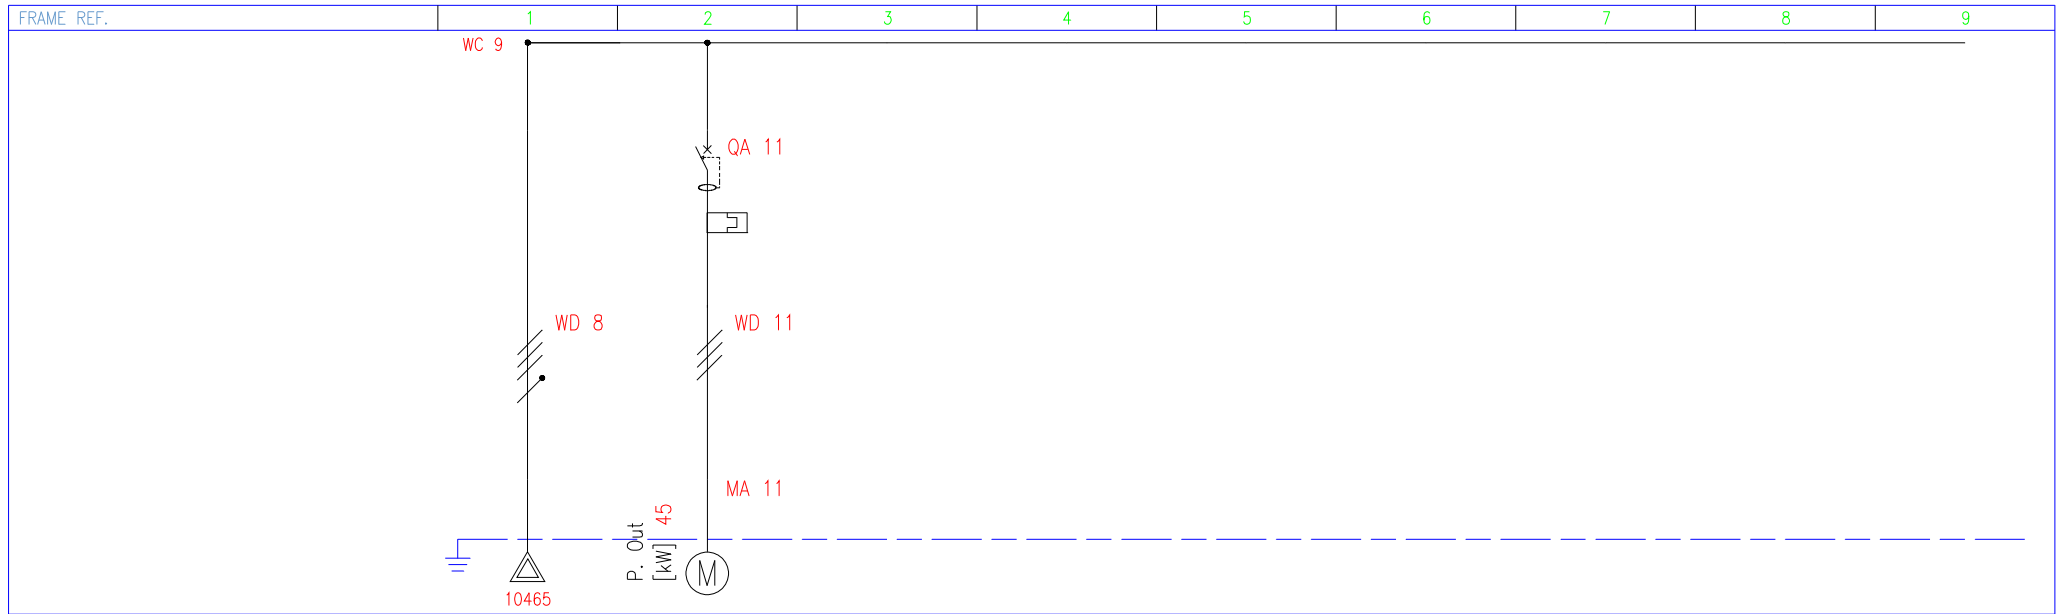 FRAME REF. 1 2 3 4 5 6 7 8 9
WC 9
QA 11
WD 8
WD 11
MA 11
P. Out
[kW] 45
M
10465